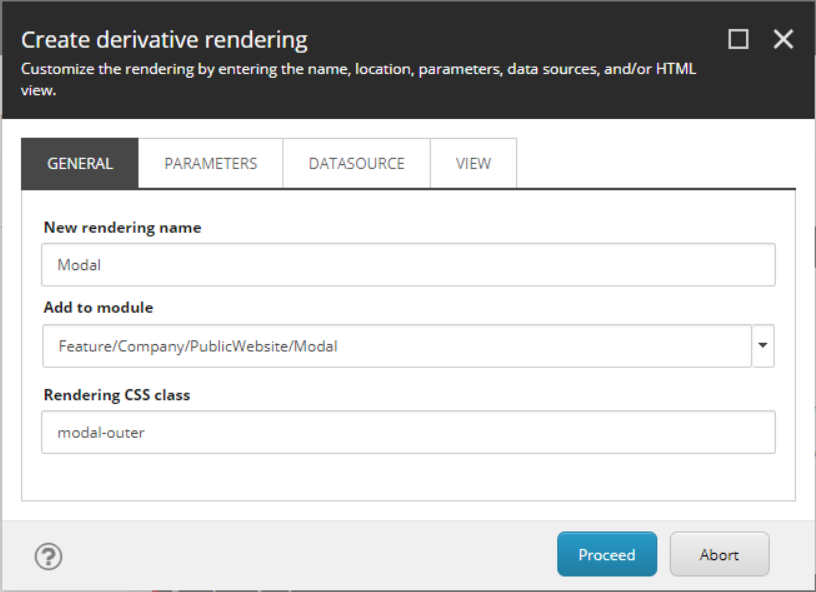 Create derivative rendering
Customize the rendering by entering the name, location, parameters, data sources, and/or HTML
view.
GENERAL PARAMETERS DATASOURCE VIEW
New rendering name
Modal
Add to module
Feature/Company/PublicWebsite/Modal
Rendering CSS class
modal-outer
? Proceed Abort